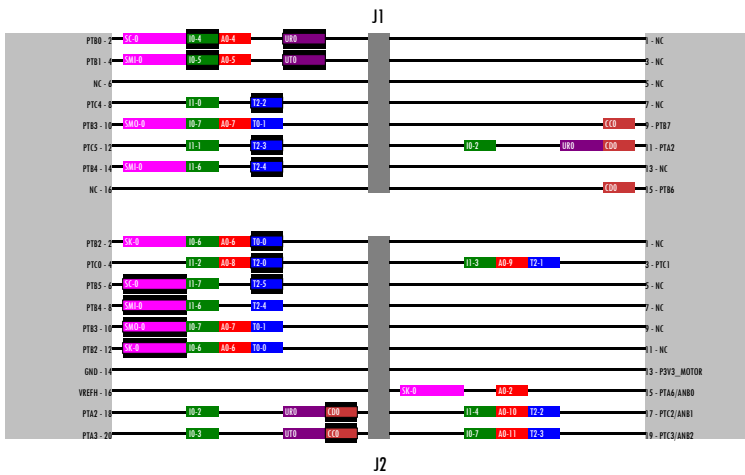 J1
PTB0 - 2 SC-0 I0-4 A0-4 UR0 1 - NC
PTB1 - 4 SMI-0 I0-5 A0-5 UT0 3 - NC
NC - 6 5 - NC
PTC4 - 8 I1-0 T2-2 7 - NC
PTB3 - 10 SMO-0 I0-7 A0-7 T0-1 CC0 9 - PTB7
PTC5 - 12 I1-1 T2-3 I0-2 UR0 CD0 11 - PTA2
PTB4 - 14 SMI-0 I1-6 T2-4 13 - NC
NC - 16 CD0 15 - PTB6
PTB2 - 2 SK-0 I0-6 A0-6 T0-0 1 - NC
PTC0 - 4 I1-2 A0-8 T2-0 I1-3 A0-9 T2-1 3 - PTC1
PTB5 - 6 SC-0 I1-7 T2-5 5 - NC
PTB4 - 8 SMI-0 I1-6 T2-4 7 - NC
PTB3 - 10 SMO-0 I0-7 A0-7 T0-1 9 - NC
PTB2 - 12 SK-0 I0-6 A0-6 T0-0 11 - NC
GND - 14 13 - P3V3_MOTOR
VREFH - 16 SK-0 A0-2 15 - PTA6/ANB0
PTA2 - 18 I0-2 UR0 CD0 I1-4 A0-10 T2-2 17 - PTC2/ANB1
PTA3 - 20 I0-3 UT0 CC0 I0-7 A0-11 T2-3 19 - PTC3/ANB2
J2